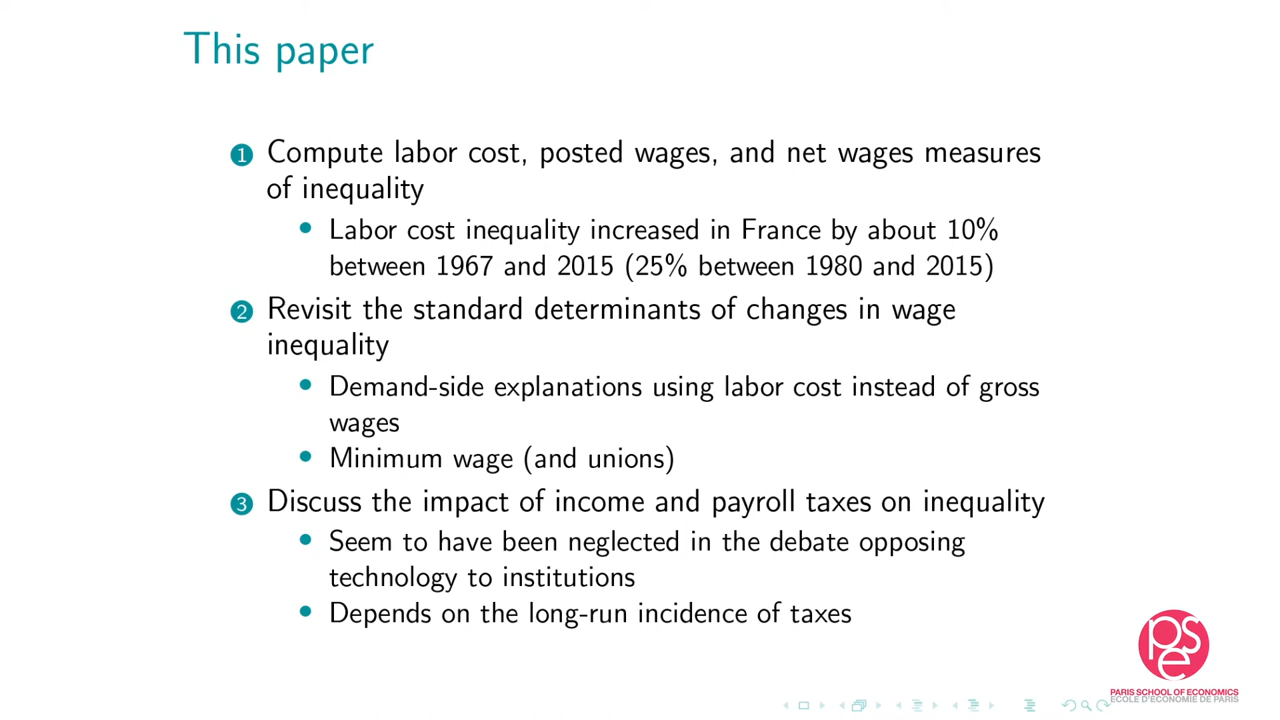 This paper
1 Compute labor cost, posted wages, and net wages measures
of inequality
• Labor cost inequality increased in France by about 10%
between 1967 and 2015 (25% between 1980 and 2015)
2 Revisit the standard determinants of changes in wage
inequality
• Demand-side explanations using labor cost instead of gross
wages
• Minimum wage (and unions)
3 Discuss the impact of income and payroll taxes on inequality
• Seem to have been neglected in the debate opposing
technology to institutions
• Depends on the long-run incidence of taxes
pse
PARIS SCHOOL OF ECONOMICS
ECOLE D'ECONOMIE DE PARIS